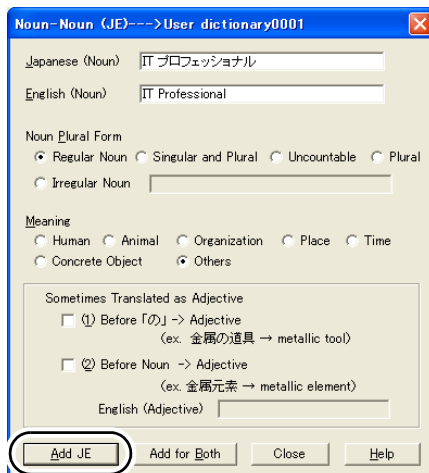 Noun-Noun (JE)--->User dictionary0001
Japanese (Noun) IT プロフェッショナル
English (Noun) IT Professional
Noun Plural Form
Regular Noun Singular and Plural Uncountable Plural
Irregular Noun
Meaning
Human Animal Organization Place Time
Concrete Object Others
Sometimes Translated as Adjective
(1) Before「の」-> Adjective
(ex. 金属の道具 → metallic tool)
(2) Before Noun -> Adjective
(ex. 金属元素 → metallic element)
English (Adjective)
Add JE Add for Both Close Help